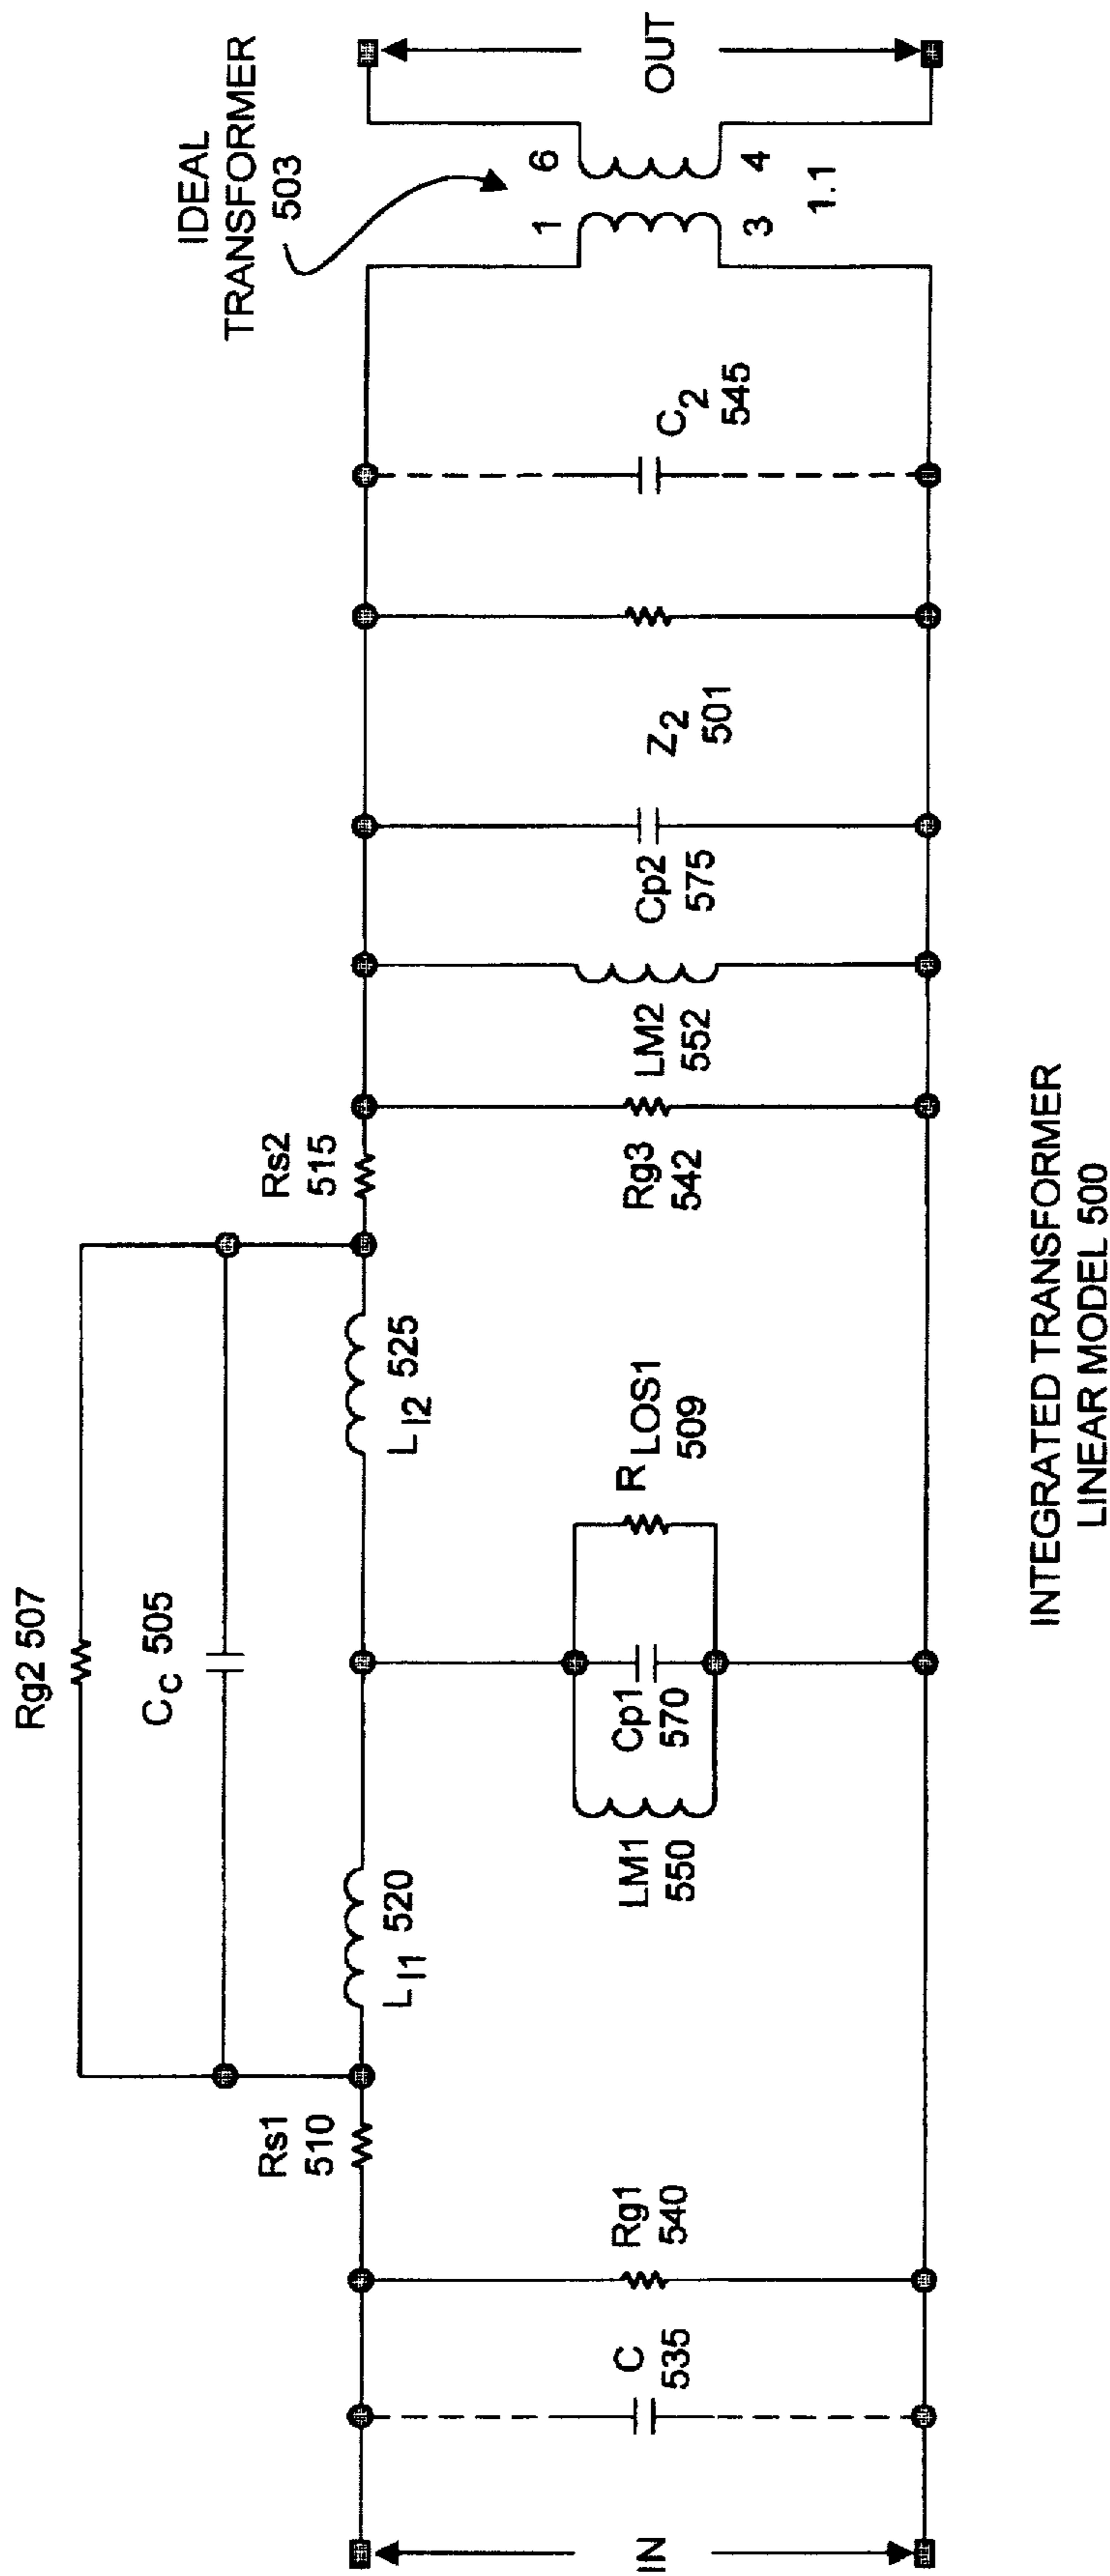 Rg2 507
Cc 505
Rs1
510
LI1 520
LI2 525
Rs2
515
IDEAL
TRANSFORMER
503
IN
C
535
Rg1
540
LM1
550
Cp1
570
R LOS1
509
Rg3
542
LM2
552
Cp2
575
Z2
501
C2
545
1
3
6
4
1.1
OUT
INTEGRATED TRANSFORMER
LINEAR MODEL 500